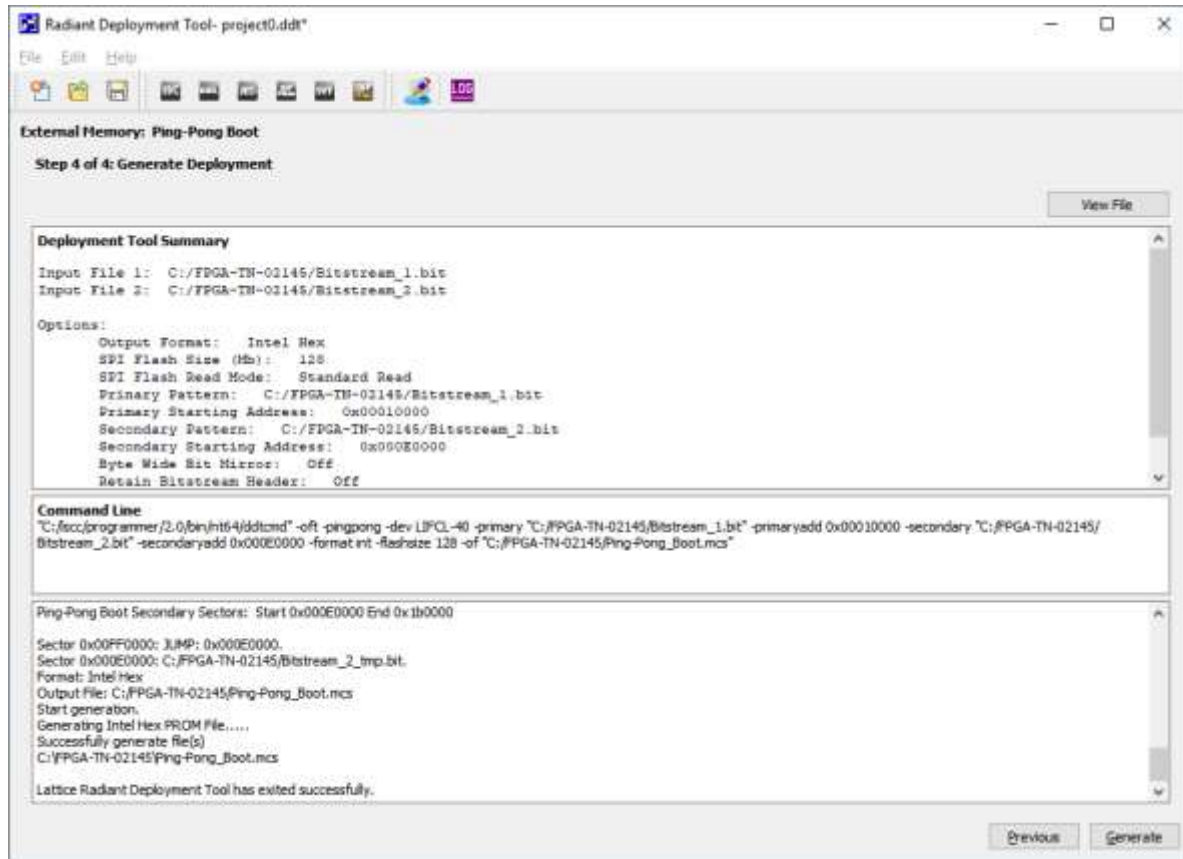 Radiant Deployment Tool- project0.ddt*
File Edit Help
LOG
External Memory: Ping-Pong Boot
Step 4 of 4: Generate Deployment
View File
Deployment Tool Summary
Input File 1: C:/FPGA-TN-02145/Bitstream_1.bit
Input File 2: C:/FPGA-TN-02145/Bitstream_2.bit
Options:
Output Format: Intel Hex
SPI Flash Size (Mb): 128
SPI Flash Read Mode: Standard Read
Primary Pattern: C:/FPGA-TN-02145/Bitstream_1.bit
Primary Starting Address: 0x00010000
Secondary Pattern: C:/FPGA-TN-02145/Bitstream_2.bit
Secondary Starting Address: 0x000E0000
Byte Wide Bit Mirror: Off
Retain Bitstream Header: Off
Command Line
"C:/lscc/programmer/2.0/bin/nt64/ddtcmd" -oft -pingpong -dev LIFCL-40 -primary "C:/FPGA-TN-02145/Bitstream_1.bit" -primaryadd 0x00010000 -secondary "C:/FPGA-TN-02145/
Bitstream_2.bit" -secondaryadd 0x000E0000 -format int -flashsize 128 -of "C:/FPGA-TN-02145/Ping-Pong_Boot.mcs"
Ping-Pong Boot Secondary Sectors: Start 0x000E0000 End 0x1b0000
Sector 0x00FF0000: JUMP: 0x000E0000.
Sector 0x000E0000: C:/FPGA-TN-02145/Bitstream_2_tmp.bit.
Format: Intel Hex
Output File: C:/FPGA-TN-02145/Ping-Pong_Boot.mcs
Start generation.
Generating Intel Hex PROM File.....
Successfully generate file(s)
C:\FPGA-TN-02145\Ping-Pong_Boot.mcs
Lattice Radiant Deployment Tool has exited successfully.
Previous Generate